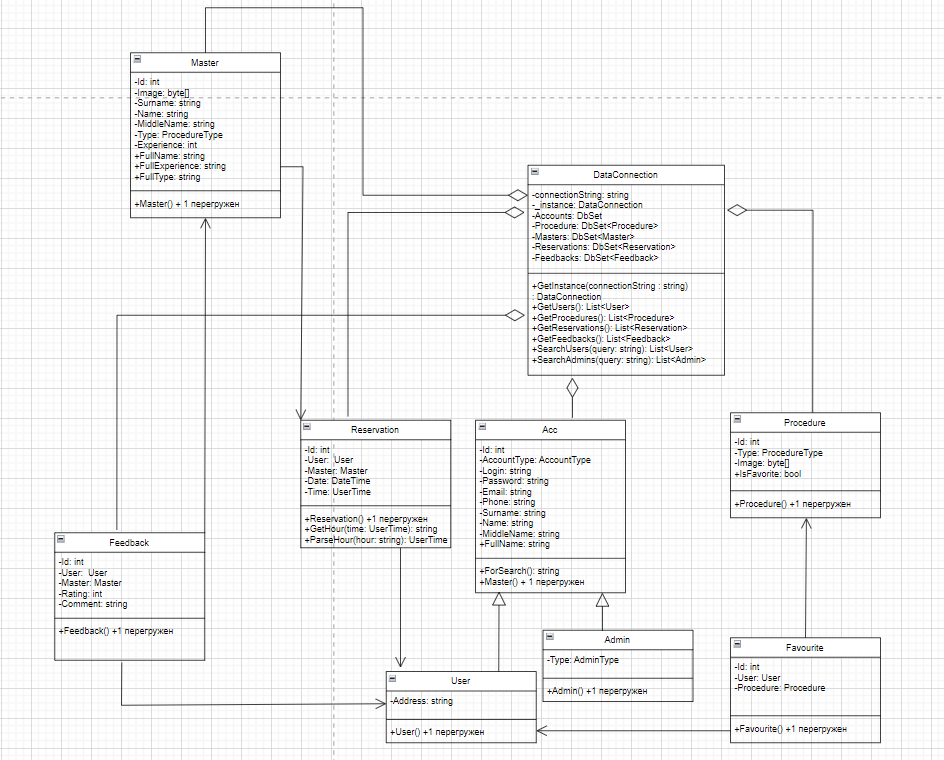 Master
-Id: int
-Image: byte[]
-Surname: string
-Name: string
-MiddleName: string
-Type: ProcedureType
-Experience: int
+FullName: string
+FullExperience: string
+FullType: string
+Master() + 1 перегружен
DataConnection
-connectionString: string
-_instance: DataConnection
-Accounts: DbSet
-Procedure: DbSet<Procedure>
-Masters: DbSet<Master>
-Reservations: DbSet<Reservation>
-Feedbacks: DbSet<Feedback>
+GetInstance(connectionString : string)
: DataConnection
+GetUsers(): List<User>
+GetProcedures(): List<Procedure>
+GetReservations(): List<Reservation>
+GetFeedbacks(): List<Feedback>
+SearchUsers(query: string): List<User>
+SearchAdmins(query: string): List<Admin>
Reservation
-Id: int
-User: User
-Master: Master
-Date: DateTime
-Time: UserTime
+Reservation() +1 перегружен
+GetHour(time: UserTime): string
+ParseHour(hour: string): UserTime
Acc
-Id: int
-AccountType: AccountType
-Login: string
-Password: string
-Email: string
-Phone: string
-Surname: string
-Name: string
-MiddleName: string
+FullName: string
+ForSearch(): string
+Master() + 1 перегружен
Procedure
-Id: int
-Type: ProcedureType
-Image: byte[]
+IsFavorite: bool
+Procedure() +1 перегружен
Feedback
-Id: int
-User: User
-Master: Master
-Rating: int
-Comment: string
+Feedback() +1 перегружен
User
-Address: string
+User() +1 перегружен
Admin
-Type: AdminType
+Admin() +1 перегружен
Favourite
-Id: int
-User: User
-Procedure: Procedure
+Favourite() +1 перегружен